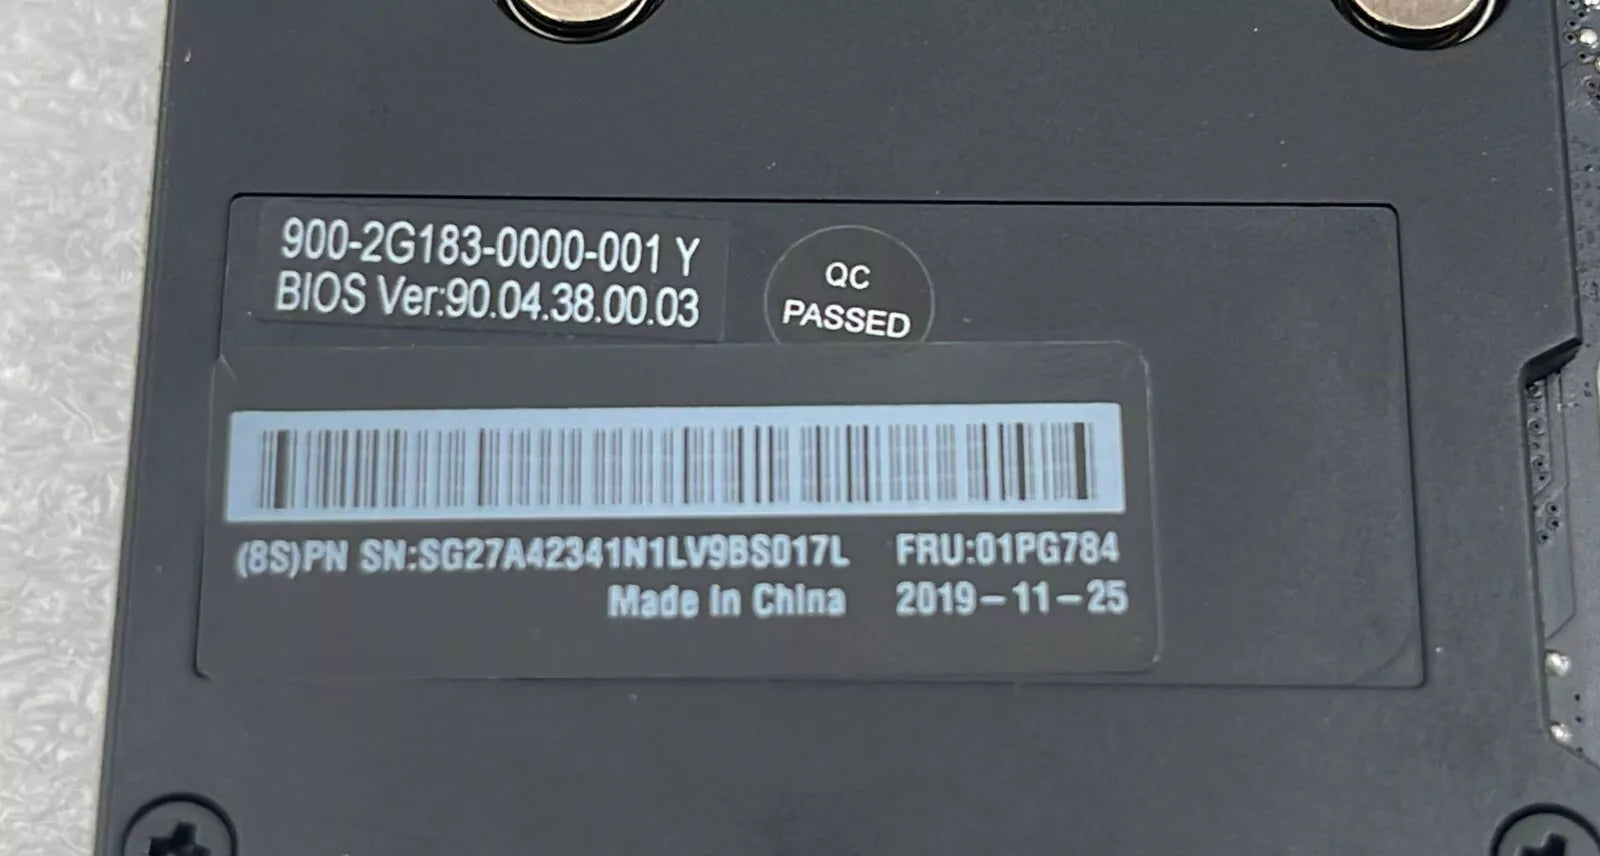 900-2G183-0000-001 Y
BIOS Ver:90.04.38.00.03
QC
PASSED
(8S)PN SN:SG27A42341N1LV9BS017L FRU:01PG784
Made In China 2019-11-25